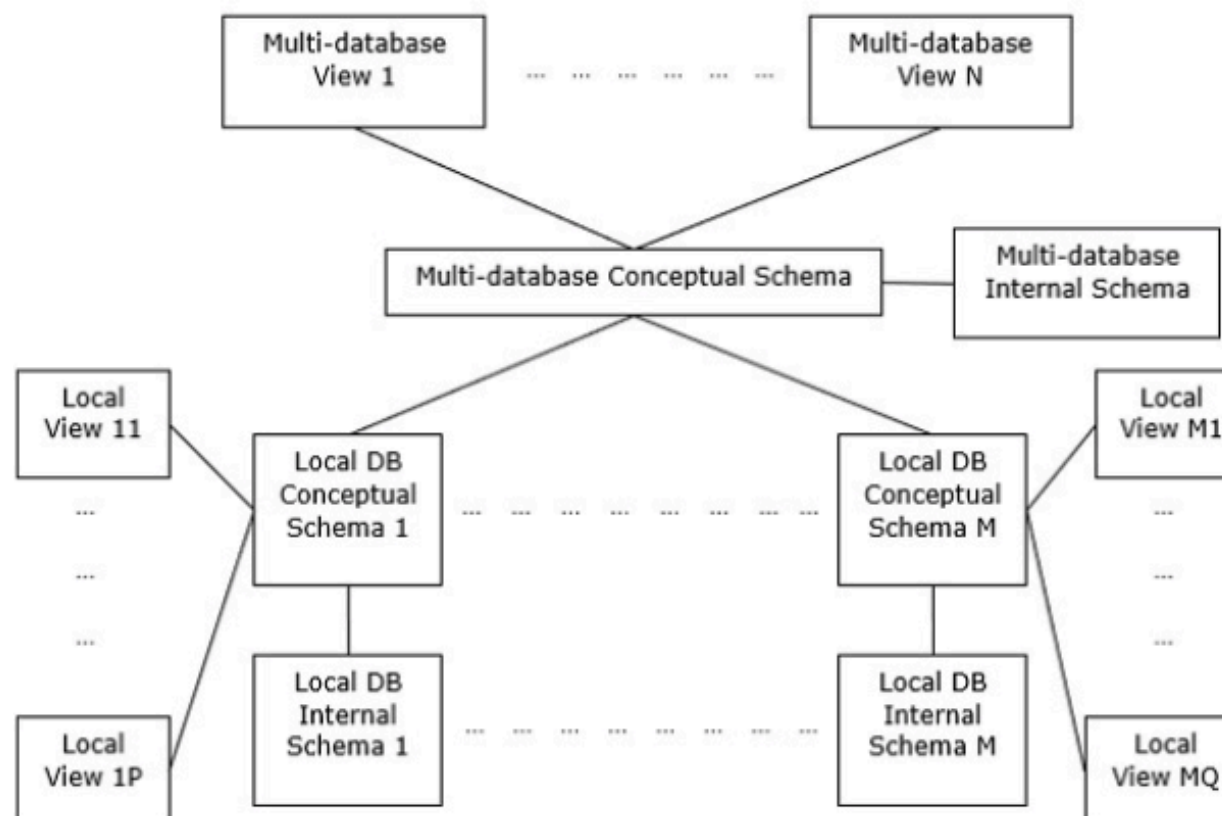 Multi-database
View 1
... ... ... ... ... ...
Multi-database
View N
Multi-database Conceptual Schema
Multi-database
Internal Schema
Local
View 11
...
...
...
Local
View 1P
Local DB
Conceptual
Schema 1
... ... ... ... ... ... ... ...
Local DB
Conceptual
Schema M
Local DB
Internal
Schema 1
... ... ... ... ... ... ... ...
Local DB
Internal
Schema M
Local
View M1
...
...
...
Local
View MQ